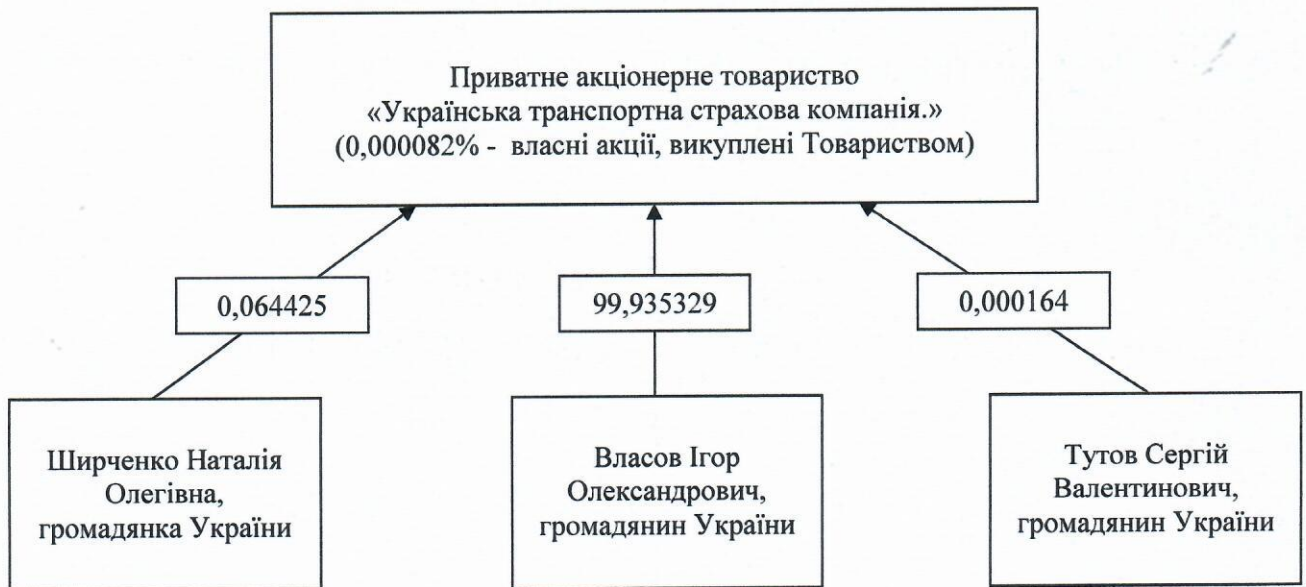 Приватне акціонерне товариство
«Українська транспортна страхова компанія.»
(0,000082% - власні акції, викуплені Товариством)
0,064425
99,935329
0,000164
Ширченко Наталія
Олегівна,
громадянка України
Власов Ігор
Олександрович,
громадянин України
Тутов Сергій
Валентинович,
громадянин України